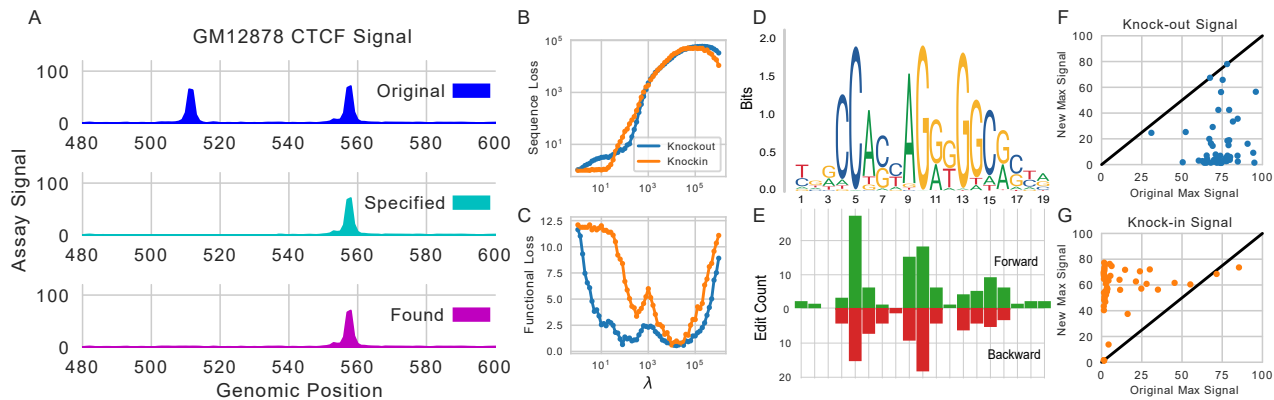 A
GM12878 CTCF Signal
Assay Signal
100
0
Original
480 500 520 540 560 580 600
100
0
Specified
480 500 520 540 560 580 600
100
0
Found
480 500 520 540 560 580 600
Genomic Position
B
Sequence Loss
10^5
10^3
10^1
Knockout
Knockin
10^1 10^3 10^5
C
Functional Loss
12.5
10.0
7.5
5.0
2.5
0.0
10^1 10^3 10^5
λ
D
Bits
2.0
1.5
1.0
0.5
0.0
1 3 5 7 9 11 13 15 17 19
E
Edit Count
20
10
0
10
20
Forward
Backward
F
Knock-out Signal
New Max Signal
100
80
60
40
20
0
0 50 100
Original Max Signal
G
Knock-in Signal
New Max Signal
100
80
60
40
20
0
0 25 50 75 100
Original Max Signal